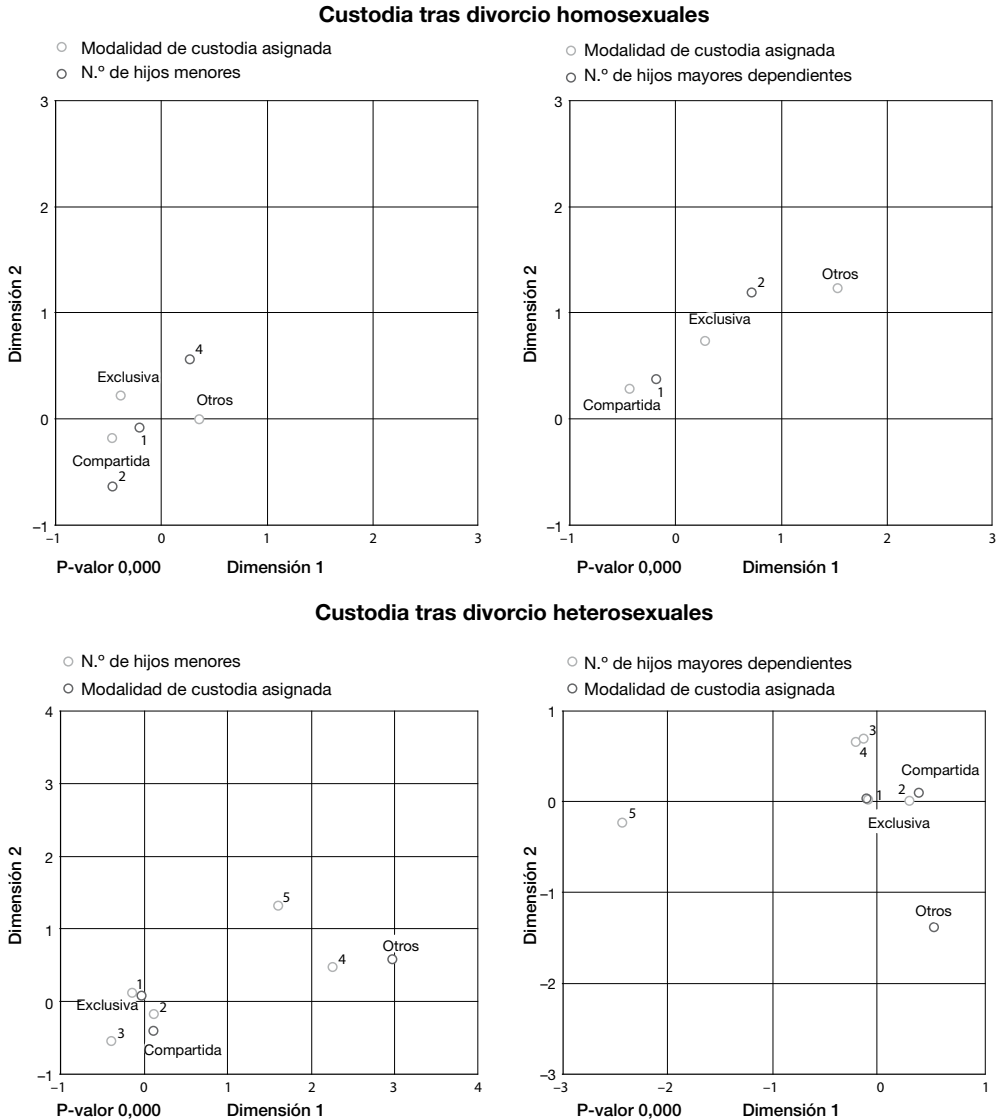 Custodia tras divorcio homosexuales
Modalidad de custodia asignada
N.º de hijos menores
3
2
1
0
–1
–1
0
1
2
3
Dimensión 2
Exclusiva
4
Otros
1
Compartida
2
P-valor 0,000
Dimensión 1
Modalidad de custodia asignada
N.º de hijos mayores dependientes
3
2
1
0
–1
–1
0
1
2
3
Dimensión 2
2
Otros
Exclusiva
1
Compartida
P-valor 0,000
Dimensión 1
Custodia tras divorcio heterosexuales
N.º de hijos menores
Modalidad de custodia asignada
4
3
2
1
0
–1
–1
0
1
2
3
4
Dimensión 2
5
4
Otros
1
Exclusiva
2
3
Compartida
P-valor 0,000
Dimensión 1
N.º de hijos mayores dependientes
Modalidad de custodia asignada
1
0
–1
–2
–3
–3
–2
–1
0
1
Dimensión 2
3
4
Compartida
1
2
Exclusiva
5
Otros
P-valor 0,000
Dimensión 1